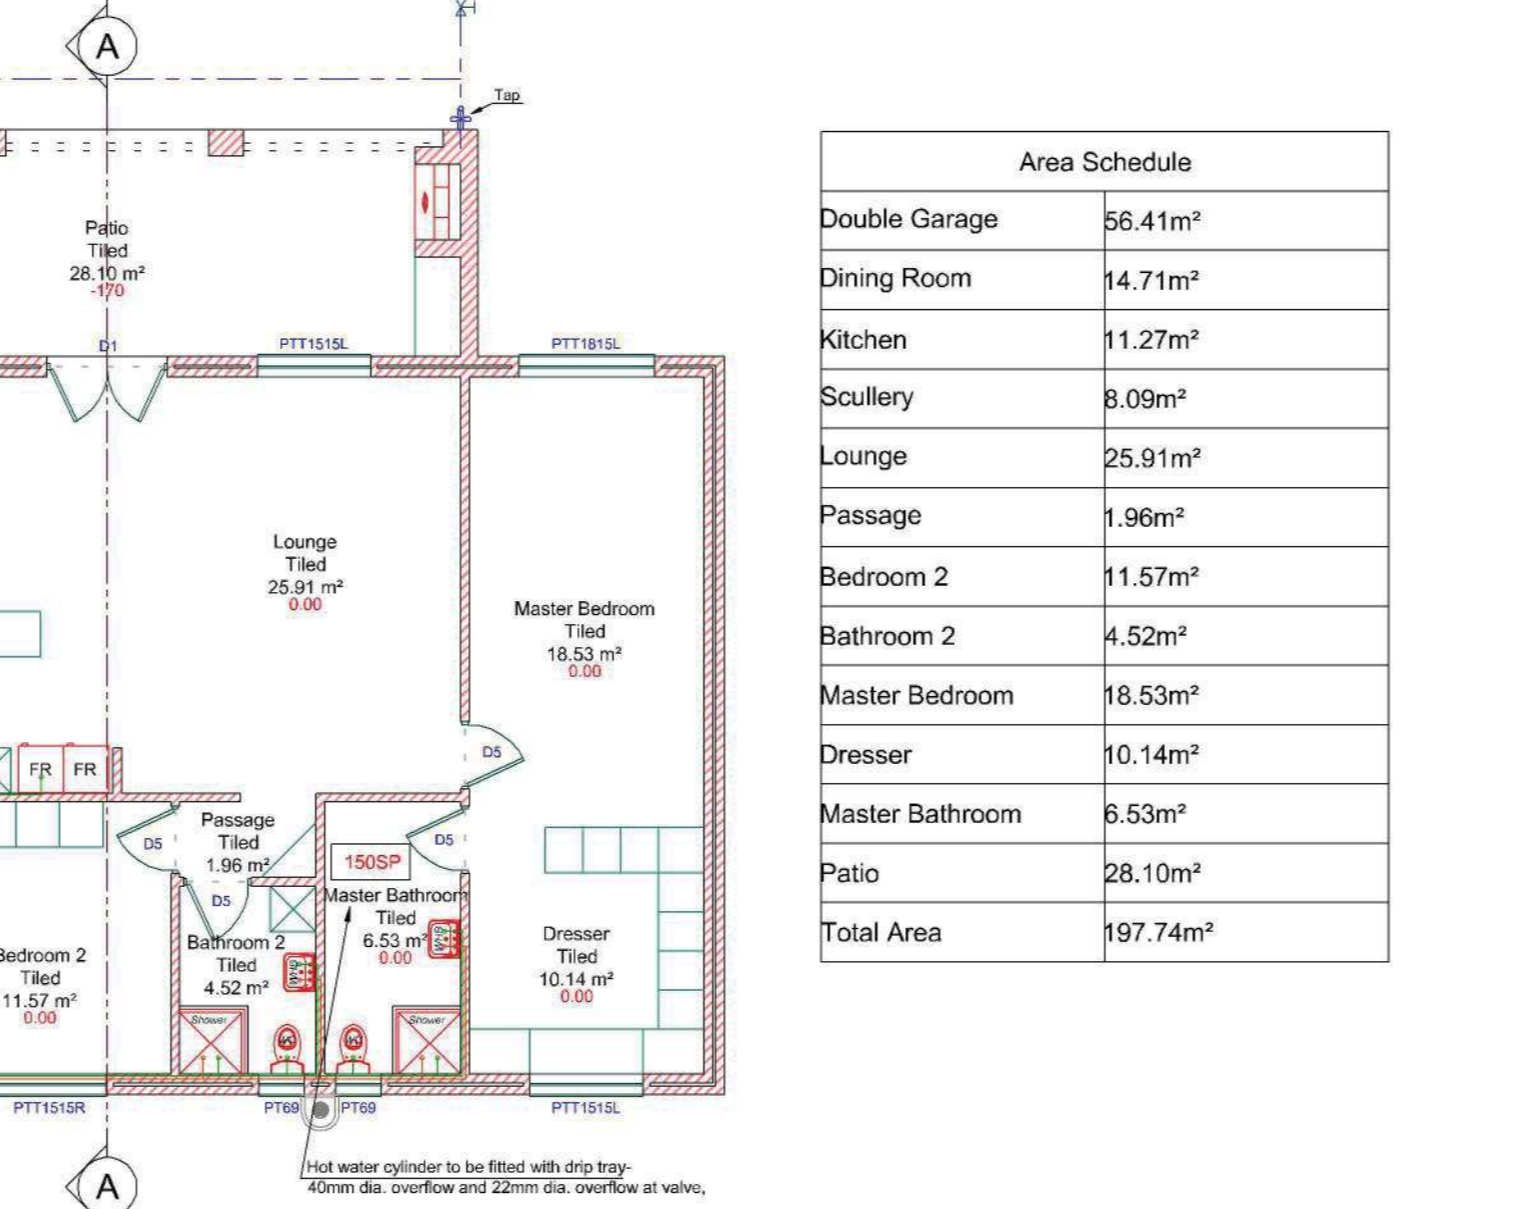 A
Tap
Patio
Tiled
28.10 m²
-170
D1
PTT1515L
PTT1815L
Lounge
Tiled
25.91 m²
0.00
Master Bedroom
Tiled
18.53 m²
0.00
D5
FR
FR
Passage
Tiled
1.96 m²
D5
D5
150SP
D5
Master Bathroom
Tiled
6.53 m²
0.00
Bathroom 2
Tiled
4.52 m²
Bedroom 2
Tiled
11.57 m²
0.00
Dresser
Tiled
10.14 m²
0.00
Shower
Shower
PTT1515R
PT69
PT69
PTT1515L
Hot water cylinder to be fitted with drip tray-
40mm dia. overflow and 22mm dia. overflow at valve,
A
Area Schedule
Double Garage 56.41m²
Dining Room 14.71m²
Kitchen 11.27m²
Scullery 8.09m²
Lounge 25.91m²
Passage 1.96m²
Bedroom 2 11.57m²
Bathroom 2 4.52m²
Master Bedroom 18.53m²
Dresser 10.14m²
Master Bathroom 6.53m²
Patio 28.10m²
Total Area 197.74m²